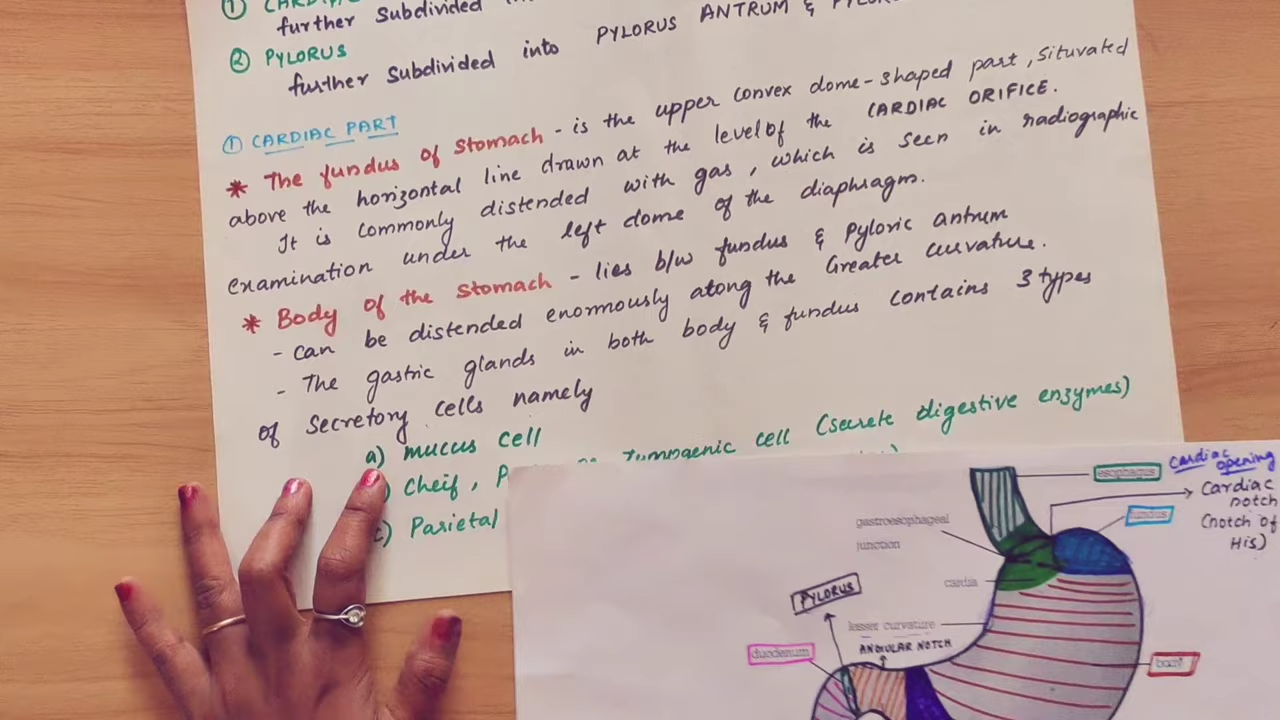 ① CARDIAC
further Subdivided
② PYLORUS
further Subdivided into PYLORUS ANTRUM &
① CARDIAC PART
* The fundus of Stomach - is the upper convex dome-shaped part, Situvated
above the horizontal line drawn at the level of the CARDIAC ORIFICE.
It is commonly distended with gas, which is seen in radiographic
examination under the left dome of the diaphragm.
* Body of the Stomach - lies b/w fundus & pyloric antrum
- can be distended enormously along the Greater curvature.
- The gastric glands in both body & fundus contains 3 types
of Secretory cells namely
a) mucus cell
) Cheif, zymogenic cell (secrete digestive enzymes)
c) Parietal
esophagus
Cardiac opening
Cardiac
notch
(notch of
His)
fundus
gastroesophageal
junction
cardia
PYLORUS
lesser curvature
ANGULAR NOTCH
duodenum
body